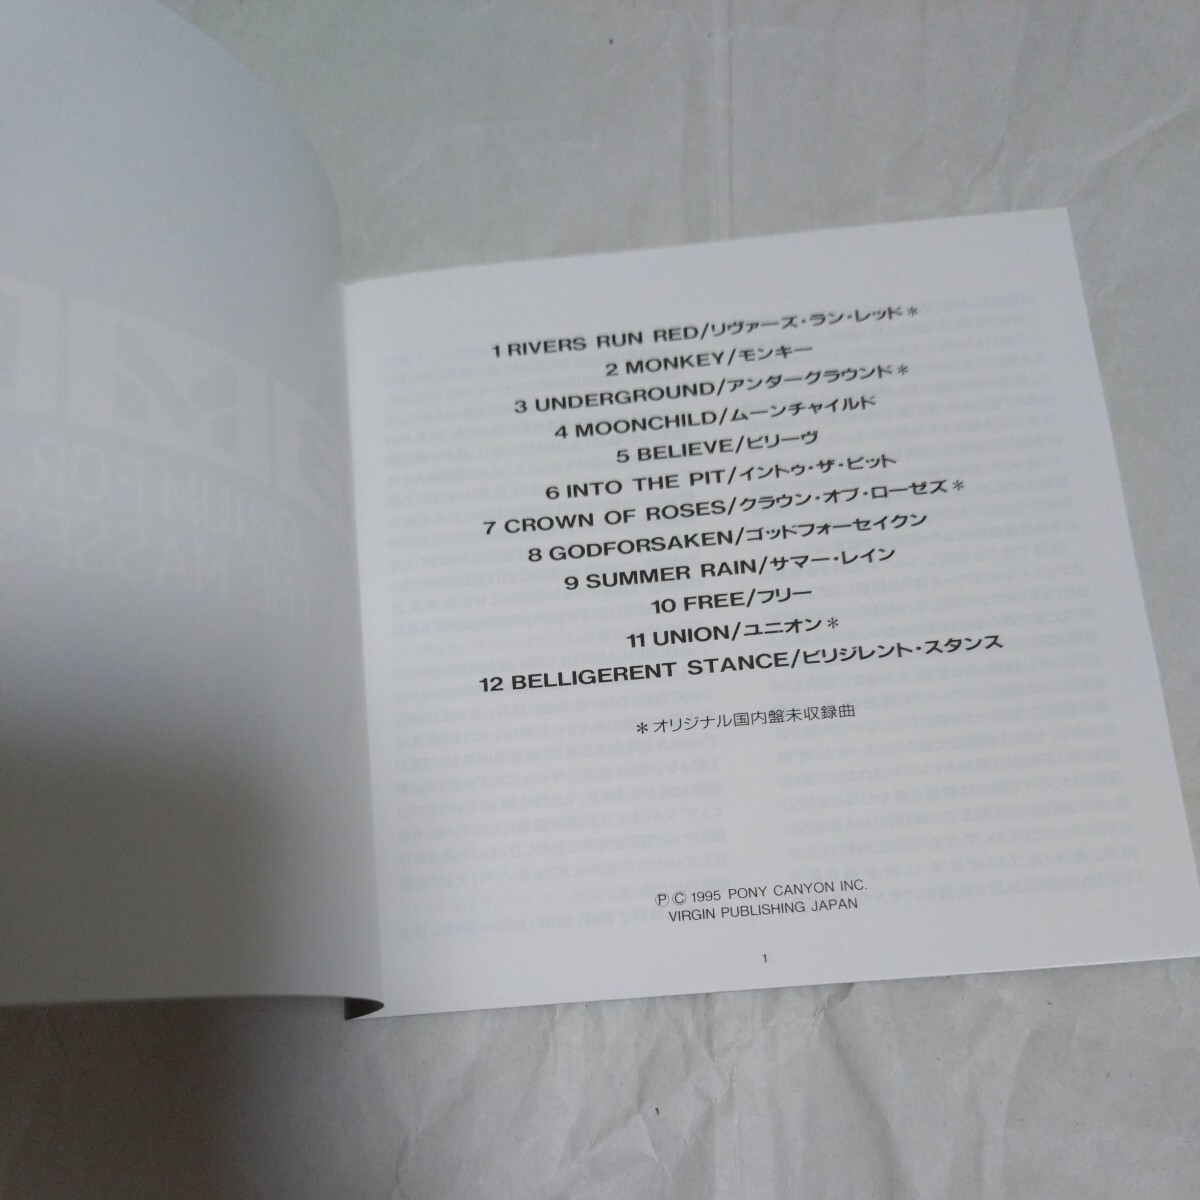 1 RIVERS RUN RED/リヴァーズ・ラン・レッド＊
2 MONKEY/モンキー
3 UNDERGROUND/アンダーグラウンド＊
4 MOONCHILD/ムーンチャイルド
5 BELIEVE/ビリーヴ
6 INTO THE PIT/イントゥ・ザ・ピット
7 CROWN OF ROSES/クラウン・オブ・ローゼズ＊
8 GODFORSAKEN/ゴッドフォーセイクン
9 SUMMER RAIN/サマー・レイン
10 FREE/フリー
11 UNION/ユニオン＊
12 BELLIGERENT STANCE/ビリジレント・スタンス
＊オリジナル国内盤未収録曲
ⓅⒸ 1995 PONY CANYON INC.
VIRGIN PUBLISHING JAPAN
1